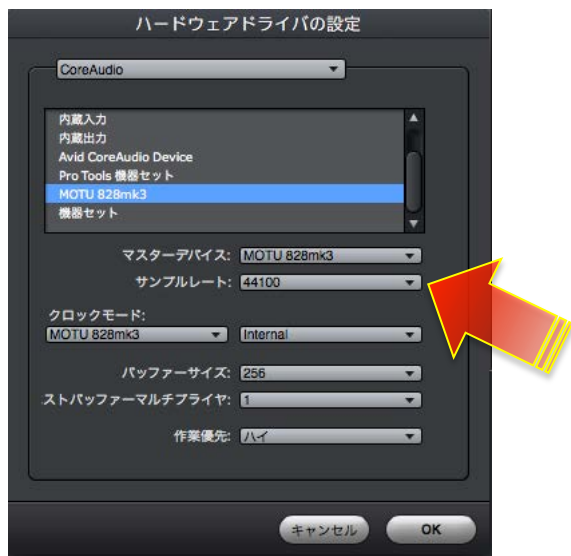 ハードウェアドライバの設定
CoreAudio
内蔵入力
内蔵出力
Avid CoreAudio Device
Pro Tools 機器セット
MOTU 828mk3
機器セット
マスターデバイス: MOTU 828mk3
サンプルレート: 44100
クロックモード:
MOTU 828mk3 Internal
バッファーサイズ: 256
ストバッファーマルチプライヤ: 1
作業優先: ハイ
キャンセル OK